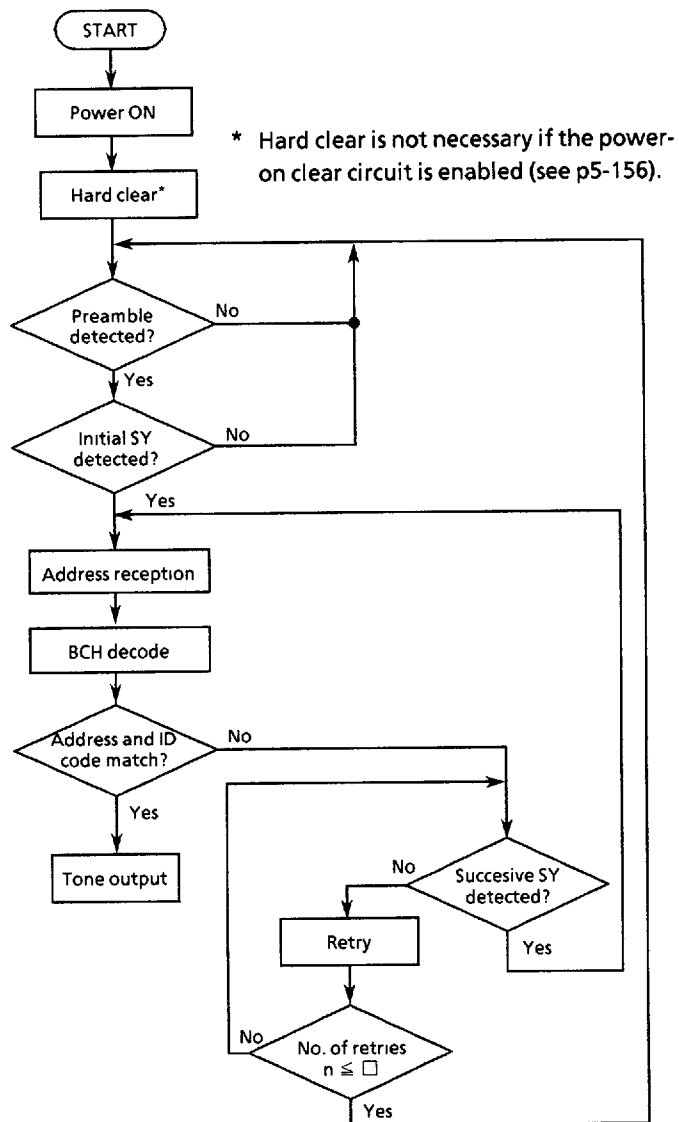 START
Power ON
* Hard clear is not necessary if the power-
on clear circuit is enabled (see p5-156).
Hard clear*
Preamble
detected?
No
Yes
Initial SY
detected?
No
Yes
Address reception
BCH decode
Address and ID
code match?
No
Yes
Tone output
Succesive SY
detected?
No
Yes
Retry
No. of retries
n ≦ □
No
Yes